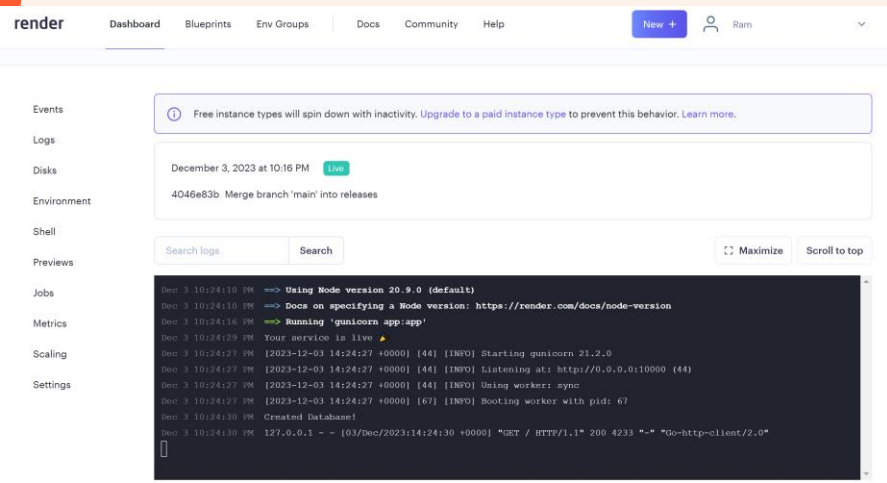 render Dashboard Blueprints Env Groups Docs Community Help New + Ram
Events
Logs
Disks
Environment
Shell
Previews
Jobs
Metrics
Scaling
Settings
Free instance types will spin down with inactivity. Upgrade to a paid instance type to prevent this behavior. Learn more.
December 3, 2023 at 10:16 PM Live
4046e83b Merge branch 'main' into releases
Search logs Search Maximize Scroll to top
Dec 3 10:24:10 PM ==> Using Node version 20.9.0 (default)
Dec 3 10:24:10 PM ==> Docs on specifying a Node version: https://render.com/docs/node-version
Dec 3 10:24:16 PM ==> Running 'gunicorn app:app'
Dec 3 10:24:29 PM Your service is live 🎉
Dec 3 10:24:27 PM [2023-12-03 14:24:27 +0000] [44] [INFO] Starting gunicorn 21.2.0
Dec 3 10:24:27 PM [2023-12-03 14:24:27 +0000] [44] [INFO] Listening at: http://0.0.0.0:10000 (44)
Dec 3 10:24:27 PM [2023-12-03 14:24:27 +0000] [44] [INFO] Using worker: sync
Dec 3 10:24:27 PM [2023-12-03 14:24:27 +0000] [67] [INFO] Booting worker with pid: 67
Dec 3 10:24:30 PM Created Database!
Dec 3 10:24:30 PM 127.0.0.1 - - [03/Dec/2023:14:24:30 +0000] "GET / HTTP/1.1" 200 4233 "-" "Go-http-client/2.0"